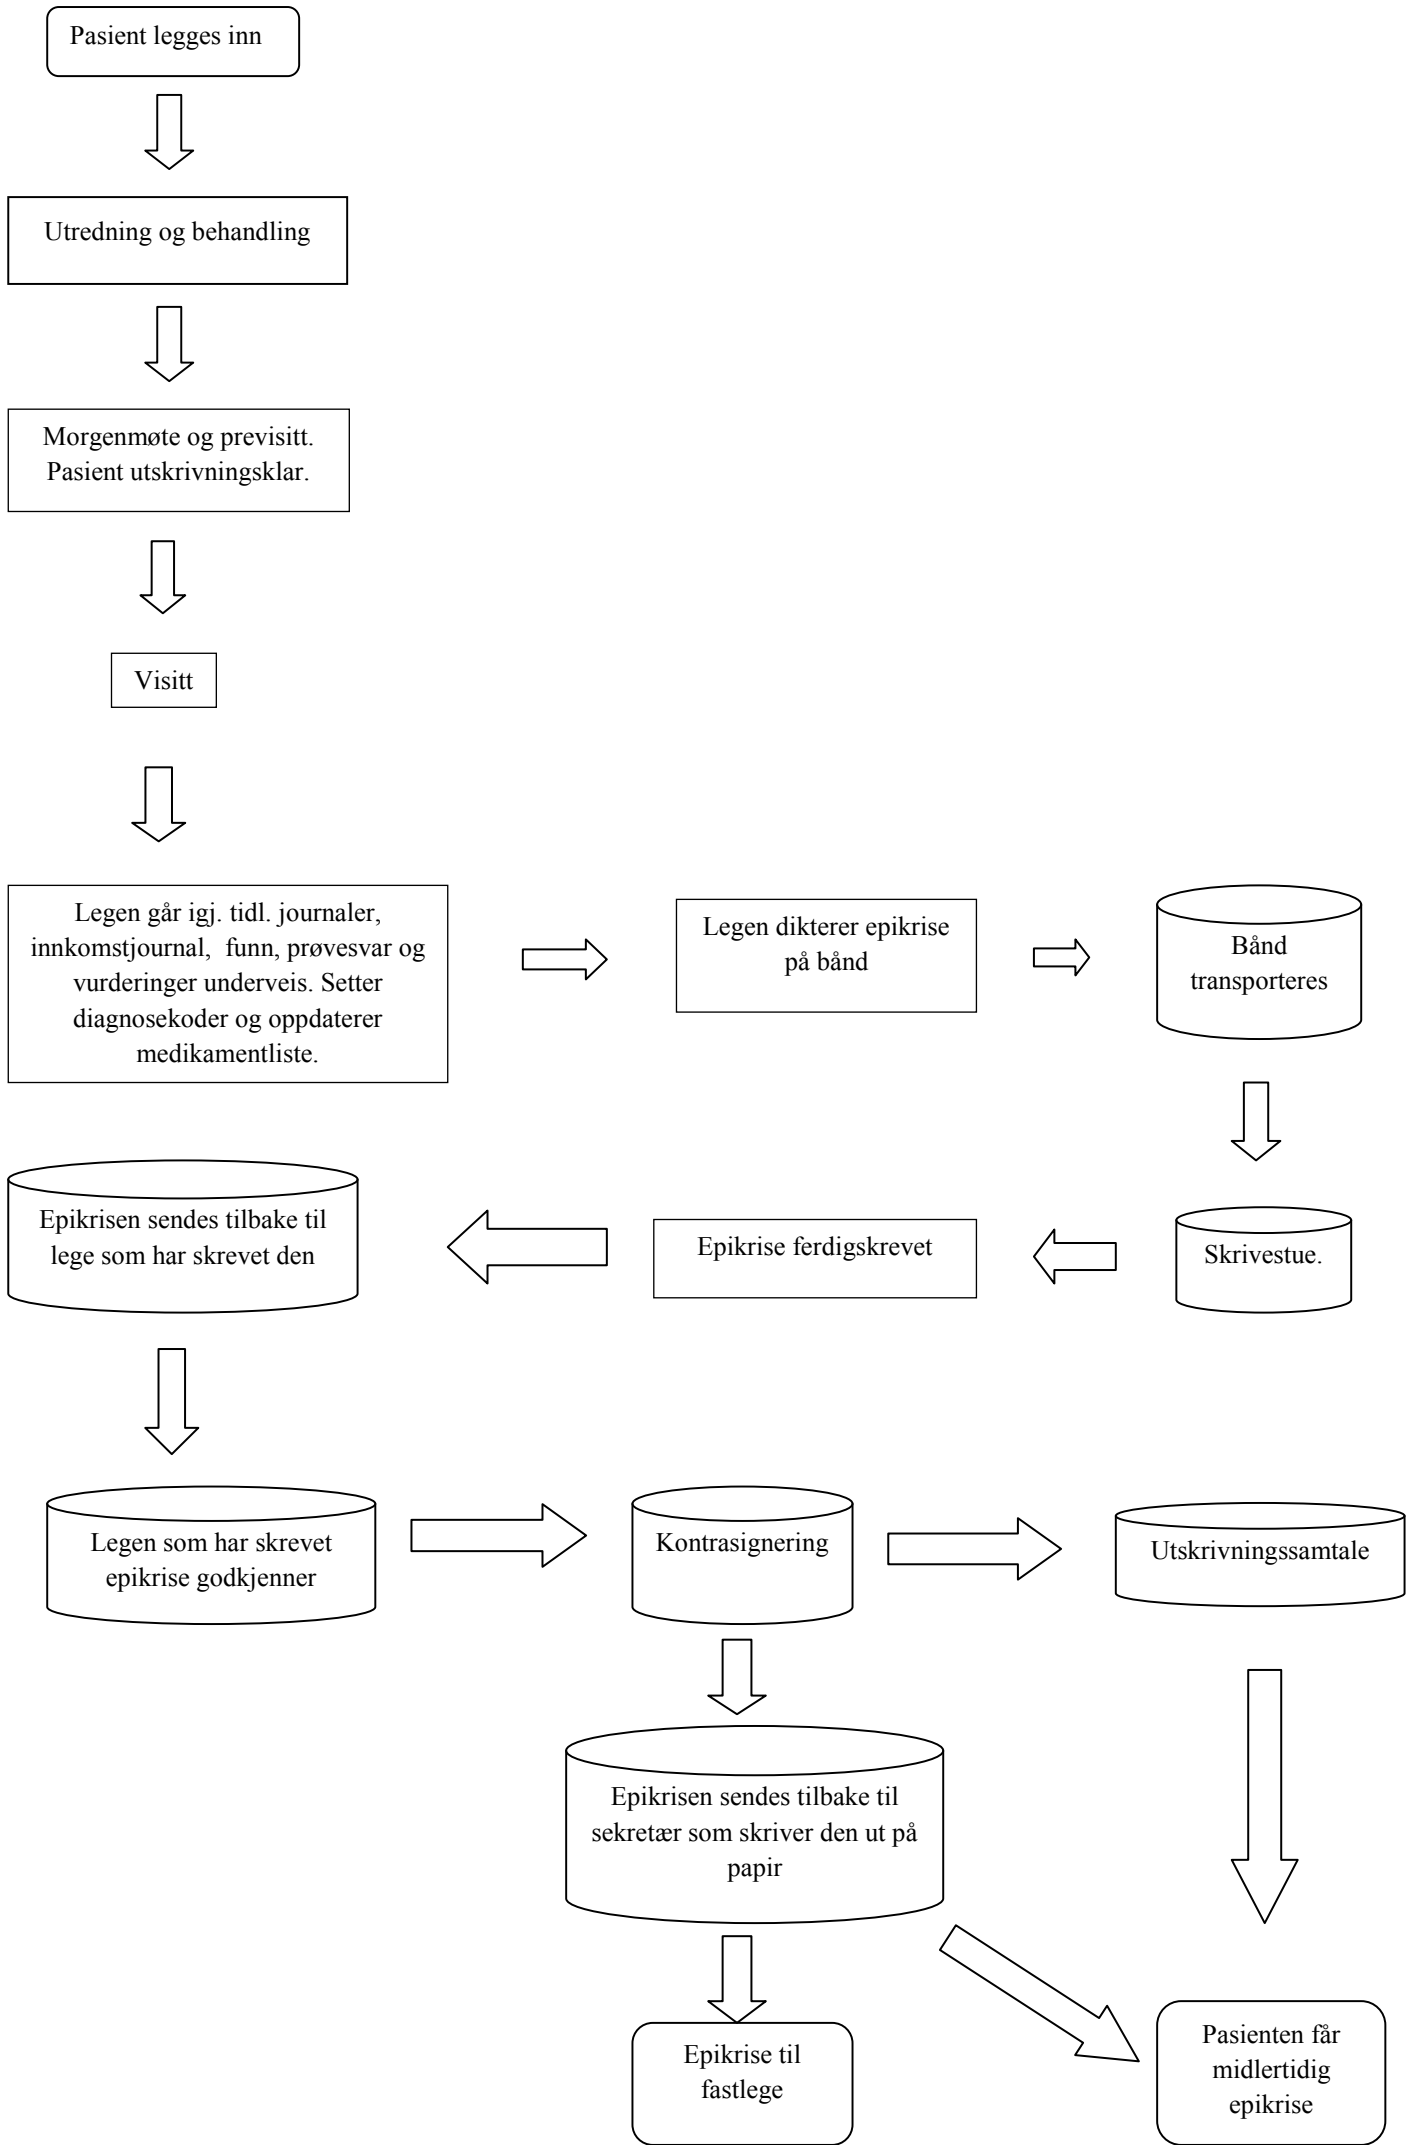 Pasient legges inn
Utredning og behandling
Morgenmøte og previsitt.
Pasient utskrivningsklar.
Visitt
Legen går igj. tidl. journaler,
innkomstjournal,  funn, prøvesvar og
vurderinger underveis. Setter
diagnosekoder og oppdaterer
medikamentliste.
Legen dikterer epikrise
på bånd
Bånd
transporteres
Skrivestue.
Epikrise ferdigskrevet
Epikrisen sendes tilbake til
lege som har skrevet den
Legen som har skrevet
epikrise godkjenner
Kontrasignering
Utskrivningssamtale
Epikrisen sendes tilbake til
sekretær som skriver den ut på
papir
Epikrise til
fastlege
Pasienten får
midlertidig
epikrise